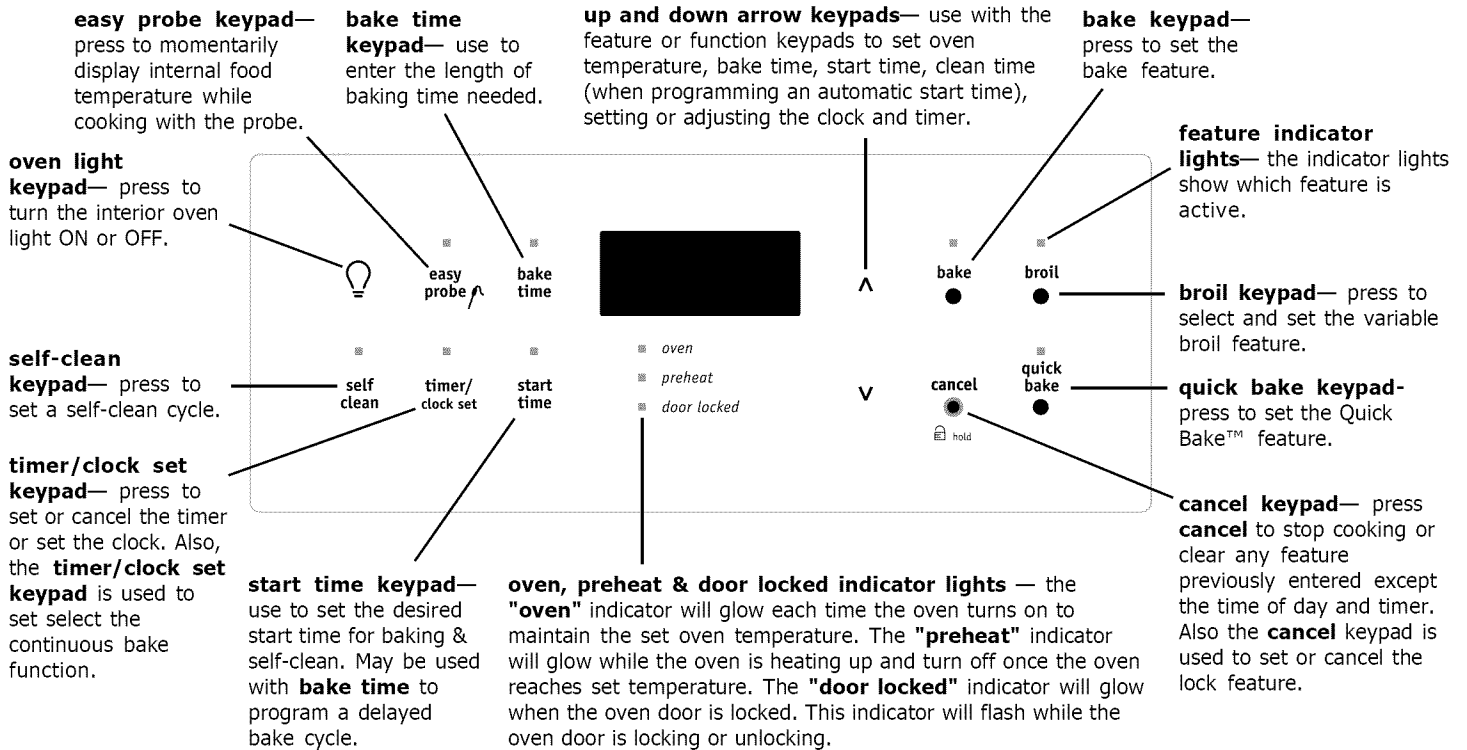 easy probe keypad—
press to momentarily
display internal food
temperature while
cooking with the probe.
bake time
keypad— use to
enter the length of
baking time needed.
up and down arrow keypads— use with the
feature or function keypads to set oven
temperature, bake time, start time, clean time
(when programming an automatic start time),
setting or adjusting the clock and timer.
bake keypad—
press to set the
bake feature.
oven light
keypad— press to
turn the interior oven
light ON or OFF.
feature indicator
lights— the indicator lights
show which feature is
active.
easy
probe
bake
time
bake
broil
broil keypad— press to
select and set the variable
broil feature.
self-clean
keypad— press to
set a self-clean cycle.
self
clean
timer/
clock set
start
time
oven
preheat
door locked
cancel
hold
quick
bake
quick bake keypad-
press to set the Quick
Bake™ feature.
timer/clock set
keypad— press to
set or cancel the timer
or set the clock. Also,
the timer/clock set
keypad is used to
set select the
continuous bake
function.
start time keypad—
use to set the desired
start time for baking &
self-clean. May be used
with bake time to
program a delayed
bake cycle.
oven, preheat & door locked indicator lights — the
"oven" indicator will glow each time the oven turns on to
maintain the set oven temperature. The "preheat" indicator
will glow while the oven is heating up and turn off once the oven
reaches set temperature. The "door locked" indicator will glow
when the oven door is locked. This indicator will flash while the
oven door is locking or unlocking.
cancel keypad— press
cancel to stop cooking or
clear any feature
previously entered except
the time of day and timer.
Also the cancel keypad is
used to set or cancel the
lock feature.